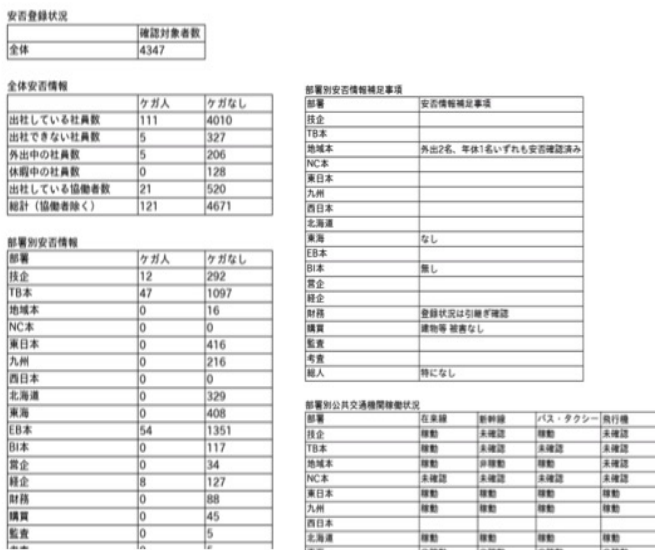 安否登録状況
確認対象者数
全体 4347
全体安否情報
ケガ人 ケガなし
出社している社員数 111 4010
出社できない社員数 5 327
外出中の社員数 5 206
休暇中の社員数 0 128
出社している協働者数 21 520
総計（協働者除く） 121 4671
部署別安否情報
部署 ケガ人 ケガなし
技企 12 292
TB本 47 1097
地域本 0 16
NC本 0 0
東日本 0 416
九州 0 216
西日本 0 0
北海道 0 329
東海 0 408
EB本 54 1351
BI本 0 117
営企 0 34
経企 8 127
財務 0 88
購買 0 45
監査 0 5
部署別安否情報補足事項
部署 安否情報補足事項
技企
TB本
地域本 外出2名、年休1名いずれも安否確認済み
NC本
東日本
九州
西日本
北海道
東海 なし
EB本
BI本 無し
営企
経企
財務 登録状況は引継ぎ確認
購買 建物等 被害なし
監査
考査
総人 特になし
部署別公共交通機関稼働状況
部署 在来線 新幹線 バス・タクシー 飛行機
技企 稼動 未確認 稼動 未確認
TB本 稼動 未確認 未確認 未確認
地域本 稼動 非稼動 稼動 未確認
NC本 未確認 未確認 未確認 未確認
東日本 稼動 稼動 稼動 稼動
九州 稼動 稼動 稼動 稼動
西日本
北海道 稼動 稼動 稼動 稼動